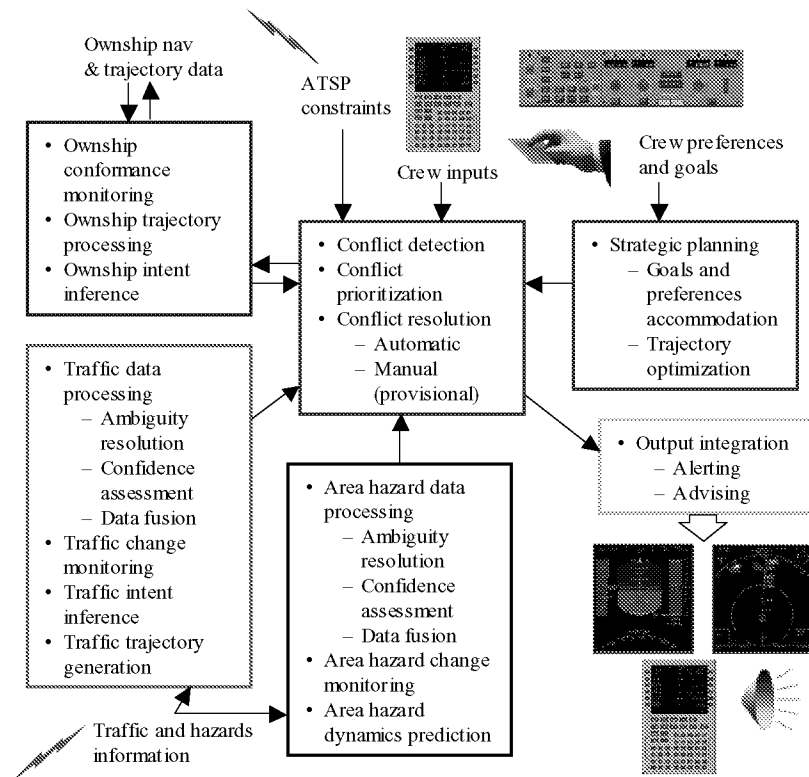 Ownship nav
& trajectory data
ATSP
constraints
Crew inputs
Crew preferences
and goals
• Ownship
conformance
monitoring
• Ownship trajectory
processing
• Ownship intent
inference
• Conflict detection
• Conflict
prioritization
• Conflict resolution
– Automatic
– Manual
(provisional)
• Strategic planning
– Goals and
preferences
accommodation
– Trajectory
optimization
• Traffic data
processing
– Ambiguity
resolution
– Confidence
assessment
– Data fusion
• Traffic change
monitoring
• Traffic intent
inference
• Traffic trajectory
generation
• Area hazard data
processing
– Ambiguity
resolution
– Confidence
assessment
– Data fusion
• Area hazard change
monitoring
• Area hazard
dynamics prediction
• Output integration
– Alerting
– Advising
Traffic and hazards
information